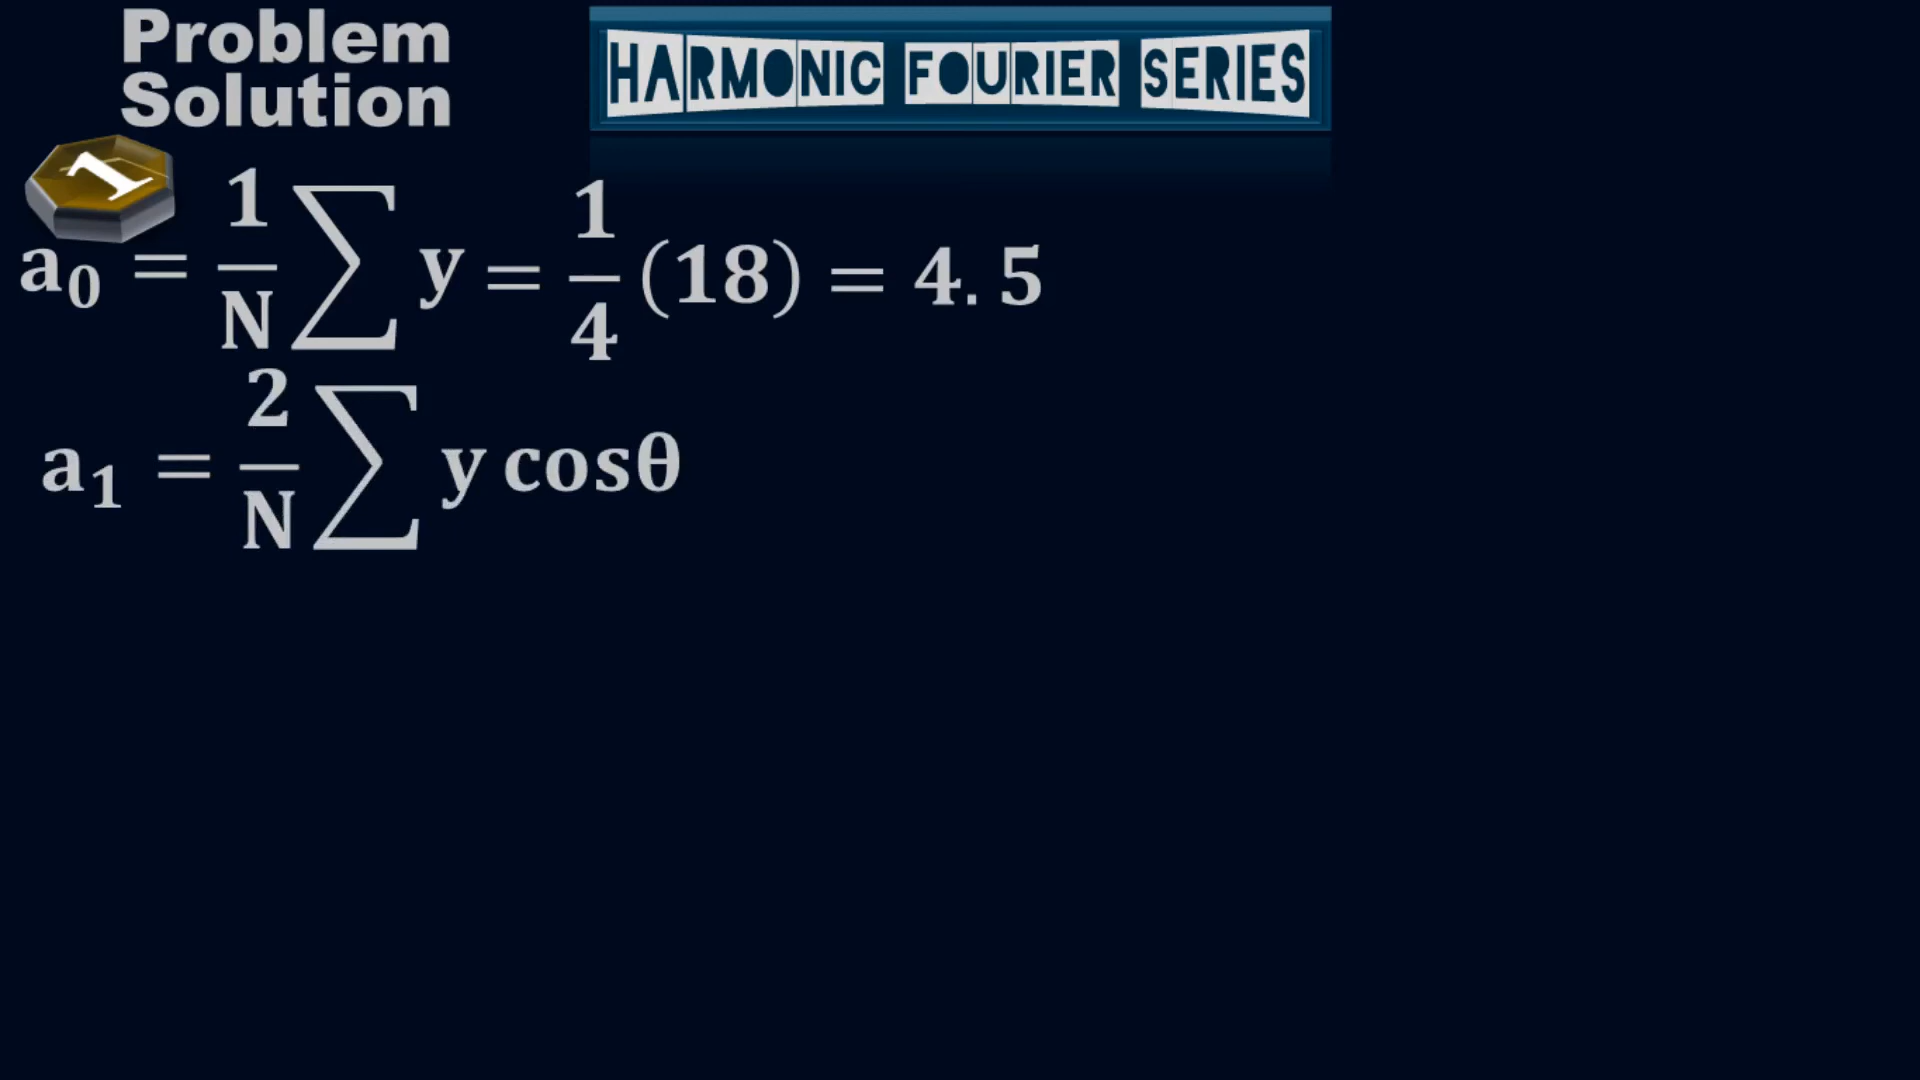 Problem
Solution
HARMONIC FOURIER SERIES
1
a₀ = 1/N ∑ y = 1/4 (18) = 4.5
a₁ = 2/N ∑ y cosθ